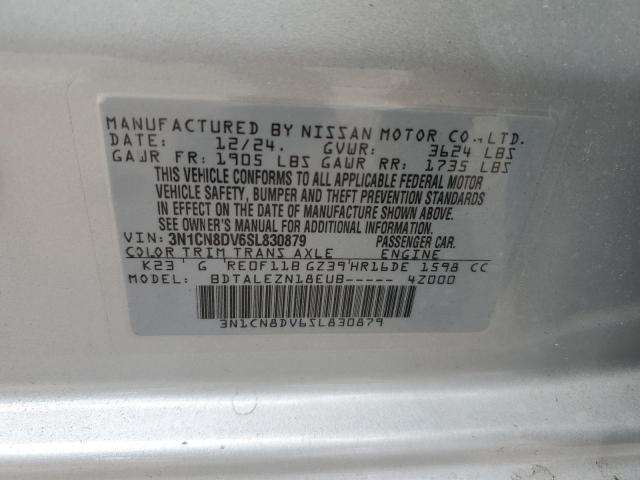 MANUFACTURED BY NISSAN MOTOR CO.,LTD.
DATE: 12/24. GVWR: 3624 LBS
GAWR FR: 1905 LBS GAWR RR: 1735 LBS
THIS VEHICLE CONFORMS TO ALL APPLICABLE FEDERAL MOTOR
VEHICLE SAFETY, BUMPER AND THEFT PREVENTION STANDARDS
IN EFFECT ON THE DATE OF MANUFACTURE SHOWN ABOVE.
SEE OWNER'S MANUAL FOR ADDITIONAL INFORMATION
VIN: 3N1CN8DV6SL830879 PASSENGER CAR.
COLOR TRIM TRANS AXLE ENGINE
K23 G RE0F11B GZ39 HR16DE 1598 CC
MODEL: BDTALEZN18EUB----- 4Z000
3N1CN8DV6SL830879